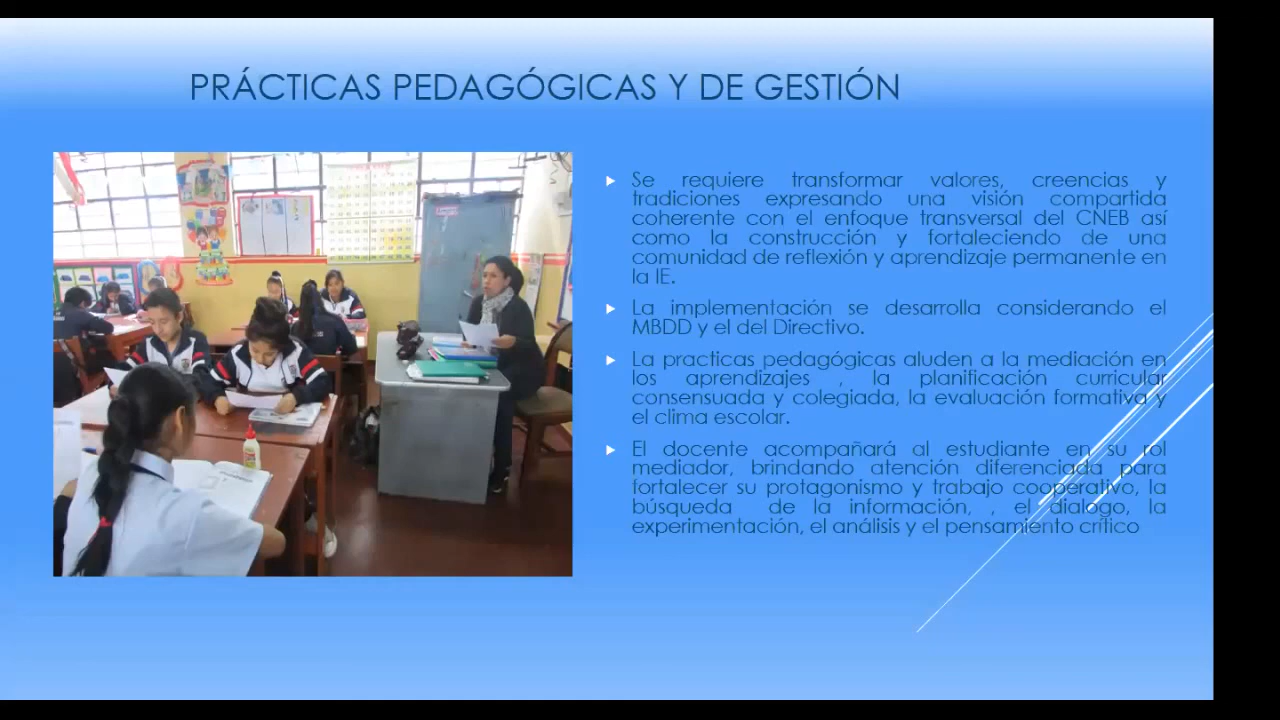 PRÁCTICAS PEDAGÓGICAS Y DE GESTIÓN
Se requiere transformar valores, creencias y
tradiciones expresando una visión compartida
coherente con el enfoque transversal del CNEB así
como la construcción y fortaleciendo de una
comunidad de reflexión y aprendizaje permanente en
la IE.
La implementación se desarrolla considerando el
MBDD y el del Directivo.
La practicas pedagógicas aluden a la mediación en
los aprendizajes , la planificación curricular
consensuada y colegiada, la evaluación formativa y
el clima escolar.
El docente acompañará al estudiante en su rol
mediador, brindando atención diferenciada para
fortalecer su protagonismo y trabajo cooperativo, la
búsqueda de la información, , el dialogo, la
experimentación, el análisis y el pensamiento crítico